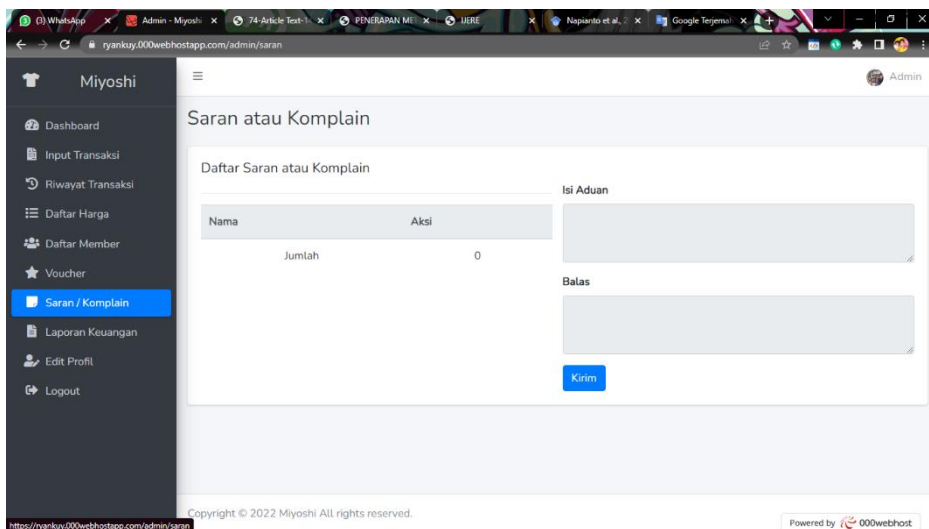 (3) WhatsApp
Admin - Miyoshi
74-Article Text-1
PENERAPAN ME
IJERE
Napianto et al, 2
Google Terjemah
ryankuy.000webhostapp.com/admin/saran
Miyoshi
Admin
Dashboard
Input Transaksi
Riwayat Transaksi
Daftar Harga
Daftar Member
Voucher
Saran / Komplain
Laporan Keuangan
Edit Profil
Logout
Saran atau Komplain
Daftar Saran atau Komplain
Nama Aksi
Jumlah 0
Isi Aduan
Balas
Kirim
Copyright © 2022 Miyoshi All rights reserved.
https://ryankuy.000webhostapp.com/admin/saran
Powered by 000webhost